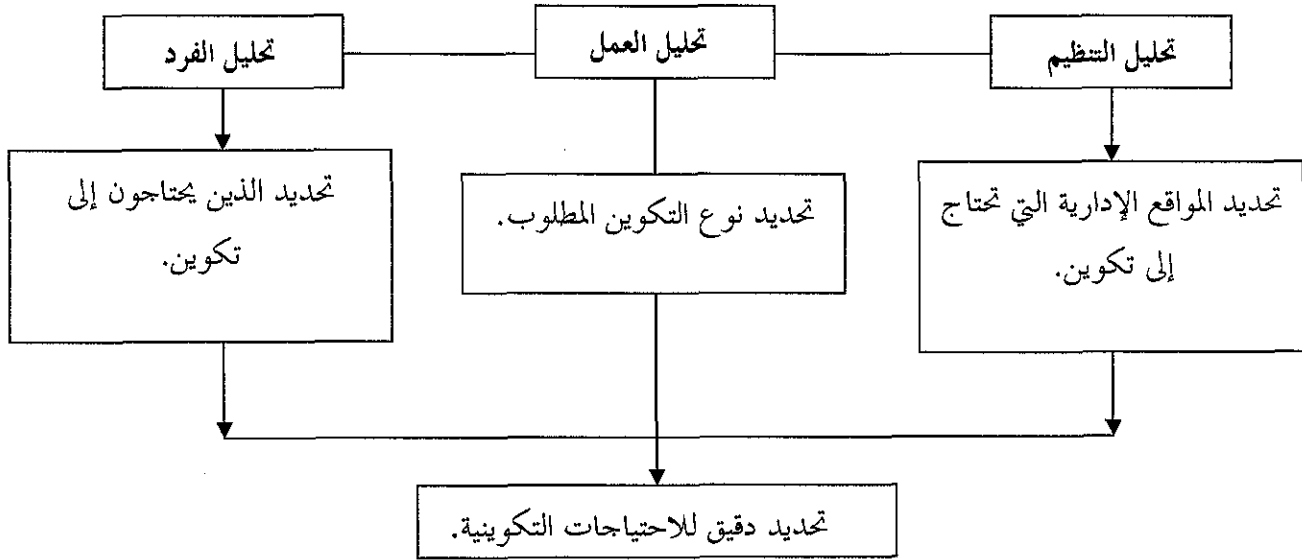 تحليل التنظيم
تحليل العمل
تحليل الفرد
تحديد المواقع الإدارية التي تحتاج
إلى تكوين.
تحديد نوع التكوين المطلوب.
تحديد الذين يحتاجون إلى
تكوين.
تحديد دقيق للاحتياجات التكوينية.